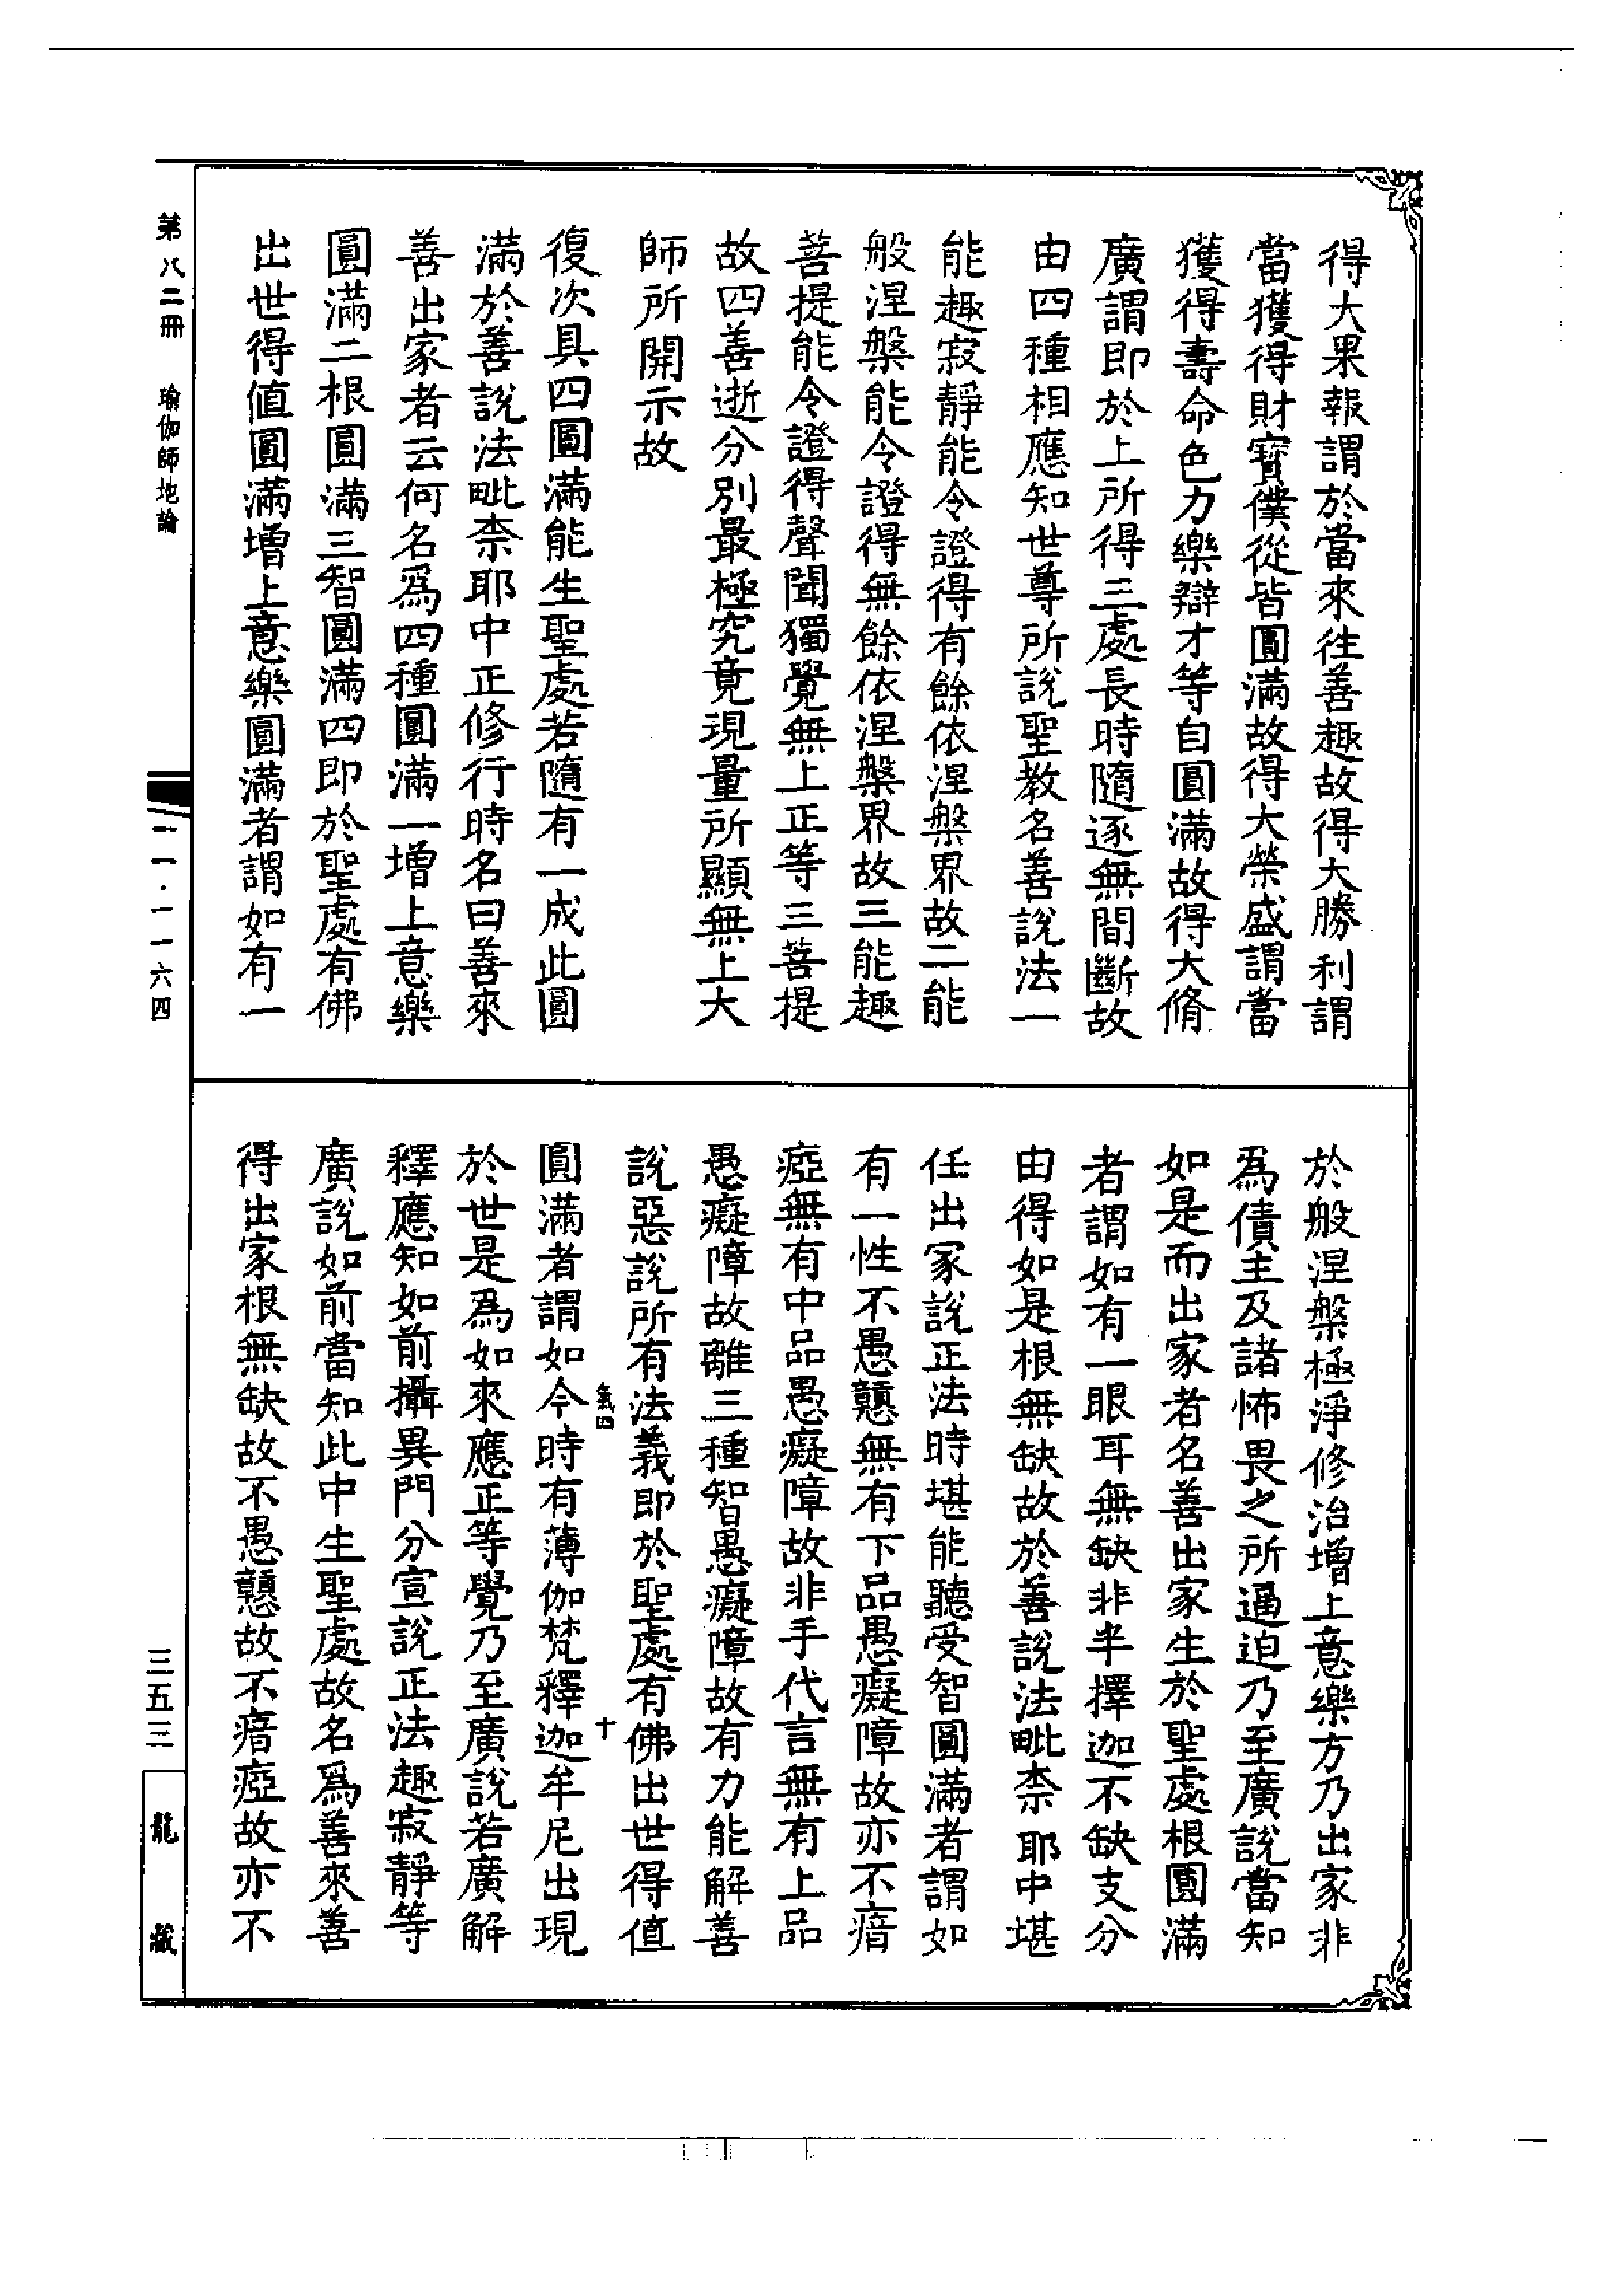 得大果報謂於當來往善趣故得大勝利謂
當獲得財寶僕從皆圓滿故得大榮盛謂當
獲得壽命色力樂辯才等自圓滿故得大脩
廣謂即於上所得三處長時隨逐無間斷故
由四種相應知世尊所說聖教名善說法一
能趣寂靜能令證得有餘依涅槃界故二能
般涅槃能令證得無餘依涅槃界故三能趣
菩提能令證得聲聞獨覺無上正等三菩提
故四善逝分別最極究竟現量所顯無上大
師所開示故
復次具四圓滿能生聖處若隨有一成此圓
滿於善說法毗柰耶中正修行時名曰善來
善出家者云何名爲四種圓滿一增上意樂
圓滿二根圓滿三智圓滿四即於聖處有佛
出世得值圓滿增上意樂圓滿者謂如有一
於般涅槃極淨修治增上意樂方乃出家非
爲債主及諸怖畏之所逼迫乃至廣說當知
如是而出家者名善出家生於聖處根圓滿
者謂如有一眼耳無缺非半擇迦不缺支分
由得如是根無缺故於善說法毗柰耶中堪
任出家說正法時堪能聽受智圓滿者謂如
有一性不愚戇無有下品愚癡障故亦不瘖
瘂無有中品愚癡障故非手代言無有上品
愚癡障故離三種智愚癡障故有力能解善
說惡說所有法義即於聖處有佛出世得值
氣四
十
圓滿者謂如今時有薄伽梵釋迦牟尼出現
於世是爲如來應正等覺乃至廣說若廣解
釋應知如前攝異門分宣說正法趣寂靜等
廣說如前當知此中生聖處故名爲善來善
得出家根無缺故不愚戇故不瘖瘂故亦不
第八二冊 瑜伽師地論
二一·一一六四
三五三
龍藏